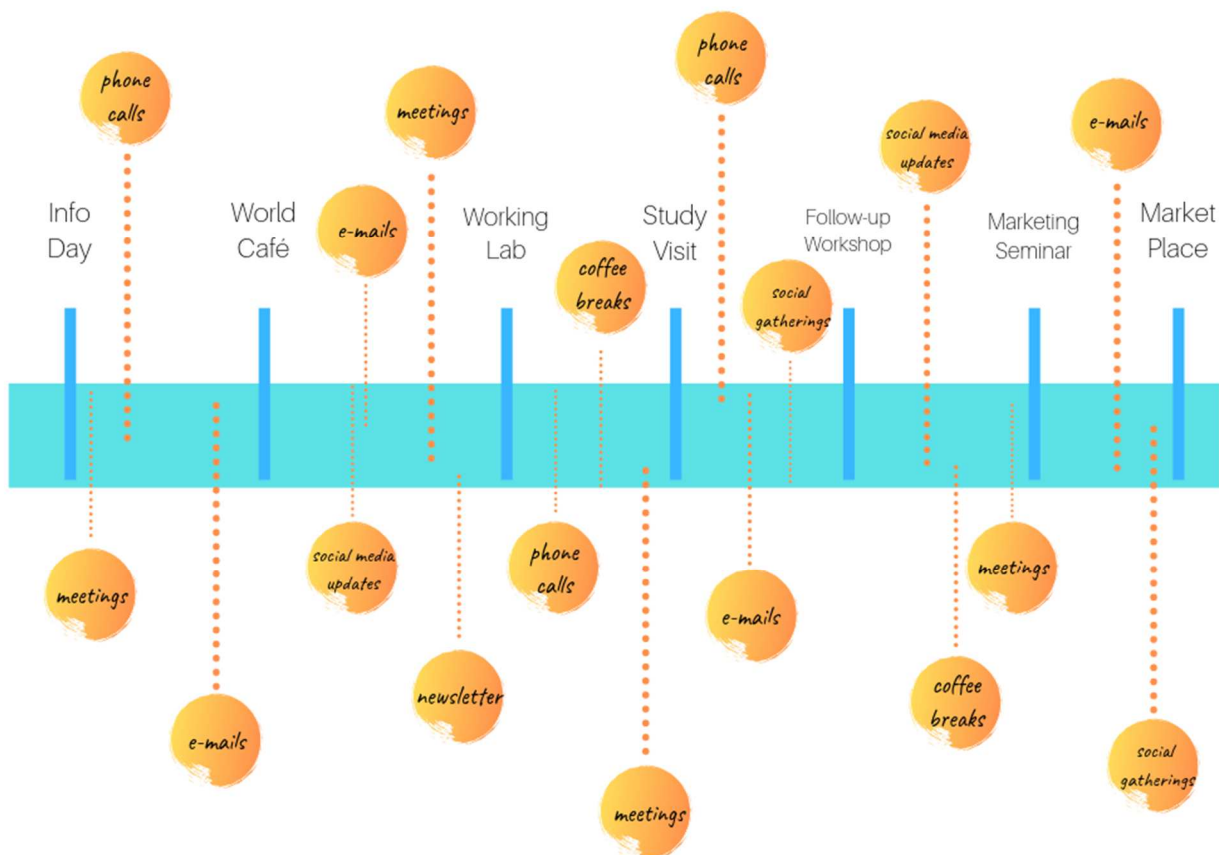 phone
calls
meetings
phone
calls
social media
updates
e-mails
Info
Day
World
Café
e-mails
Working
Lab
coffee
breaks
Study
Visit
social
gatherings
Follow-up
Workshop
Marketing
Seminar
Market
Place
meetings
social media
updates
phone
calls
e-mails
meetings
e-mails
newsletter
meetings
coffee
breaks
social
gatherings